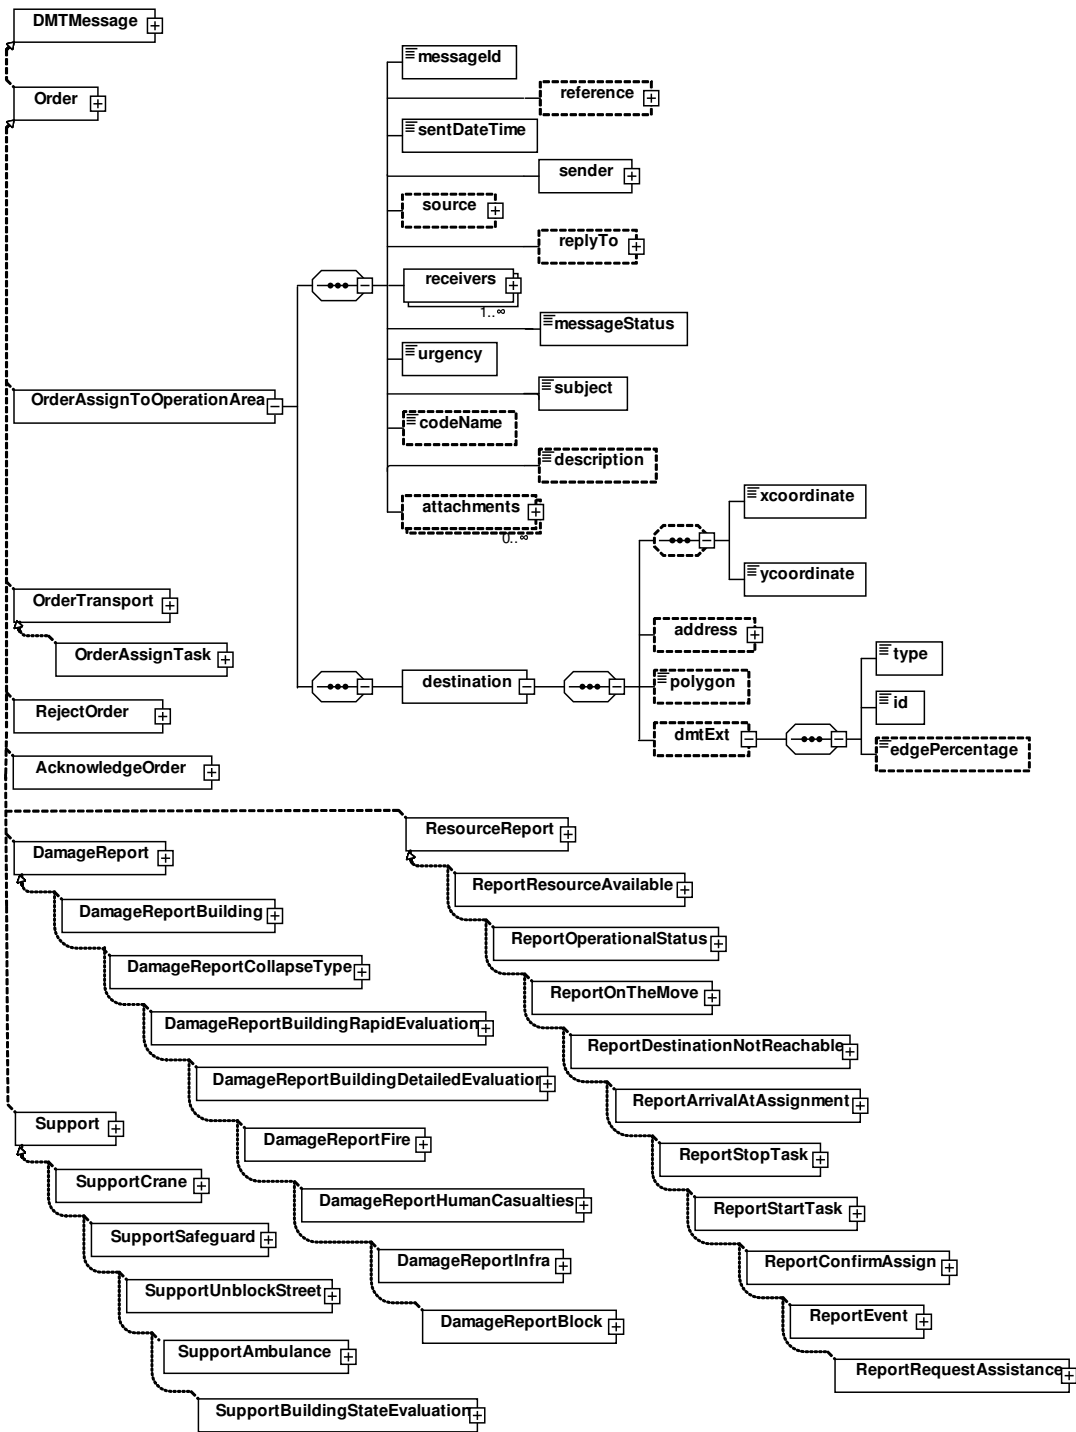 DMTMessage
Order
messageId
reference
sentDateTime
sender
source
replyTo
receivers
1..∞
messageStatus
urgency
subject
OrderAssignToOperationArea
codeName
description
attachments
0..∞
xcoordinate
ycoordinate
OrderTransport
OrderAssignTask
address
type
destination
polygon
id
RejectOrder
dmtExt
edgePercentage
AcknowledgeOrder
ResourceReport
DamageReport
ReportResourceAvailable
DamageReportBuilding
ReportOperationalStatus
DamageReportCollapseType
ReportOnTheMove
DamageReportBuildingRapidEvaluation
ReportDestinationNotReachable
DamageReportBuildingDetailedEvaluation
ReportArrivalAtAssignment
Support
DamageReportFire
ReportStopTask
SupportCrane
DamageReportHumanCasualties
ReportStartTask
SupportSafeguard
DamageReportInfra
ReportConfirmAssign
SupportUnblockStreet
DamageReportBlock
ReportEvent
SupportAmbulance
ReportRequestAssistance
SupportBuildingStateEvaluation